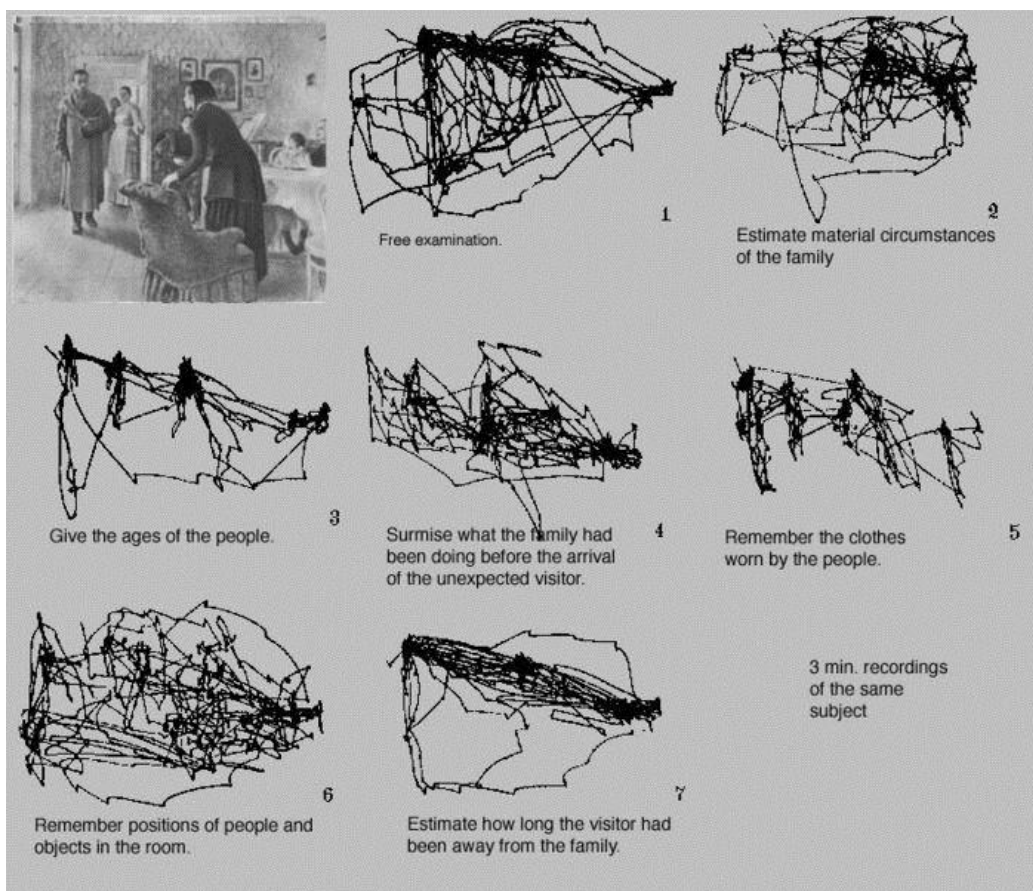 1
Free examination.
2
Estimate material circumstances
of the family
3
Give the ages of the people.
4
Surmise what the family had
been doing before the arrival
of the unexpected visitor.
5
Remember the clothes
worn by the people.
6
Remember positions of people and
objects in the room.
7
Estimate how long the visitor had
been away from the family.
3 min. recordings
of the same
subject